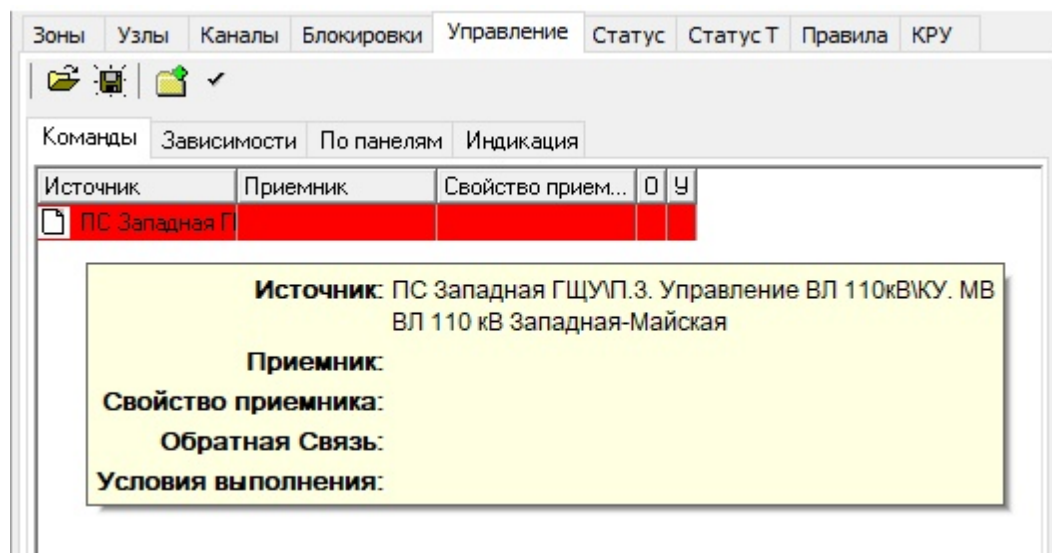 Зоны Узлы Каналы Блокировки Управление Статус Статус Т Правила КРУ
Команды Зависимости По панелям Индикация
Источник Приемник Свойство прием... О У
ПС Западная Г
Источник: ПС Западная ГЩУ\П.3. Управление ВЛ 110кВ\КУ. МВ
ВЛ 110 кВ Западная-Майская
Приемник:
Свойство приемника:
Обратная Связь:
Условия выполнения: